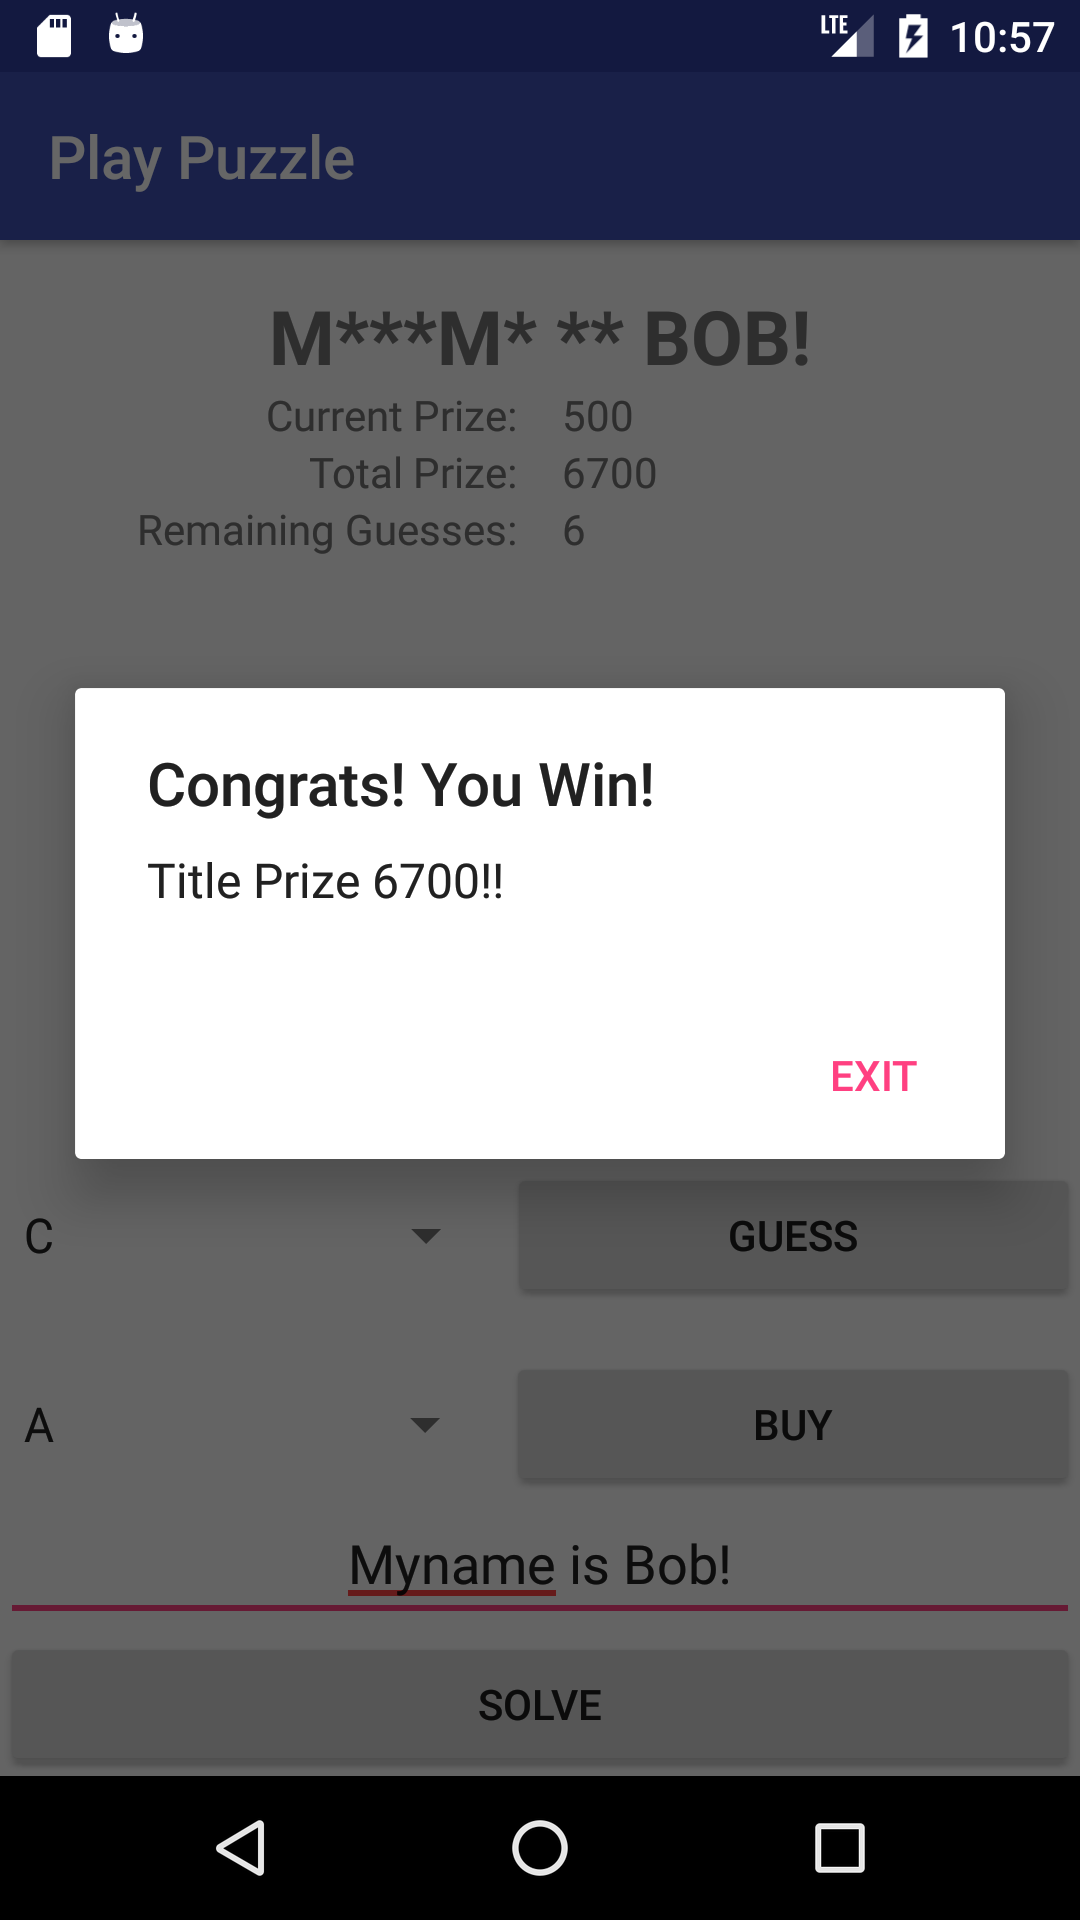 LTE 10:57
Play Puzzle
M***M* ** BOB!
Current Prize: 500
Total Prize: 6700
Remaining Guesses: 6
Congrats! You Win!
Title Prize 6700!!
EXIT
C GUESS
A BUY
Myname is Bob!
SOLVE